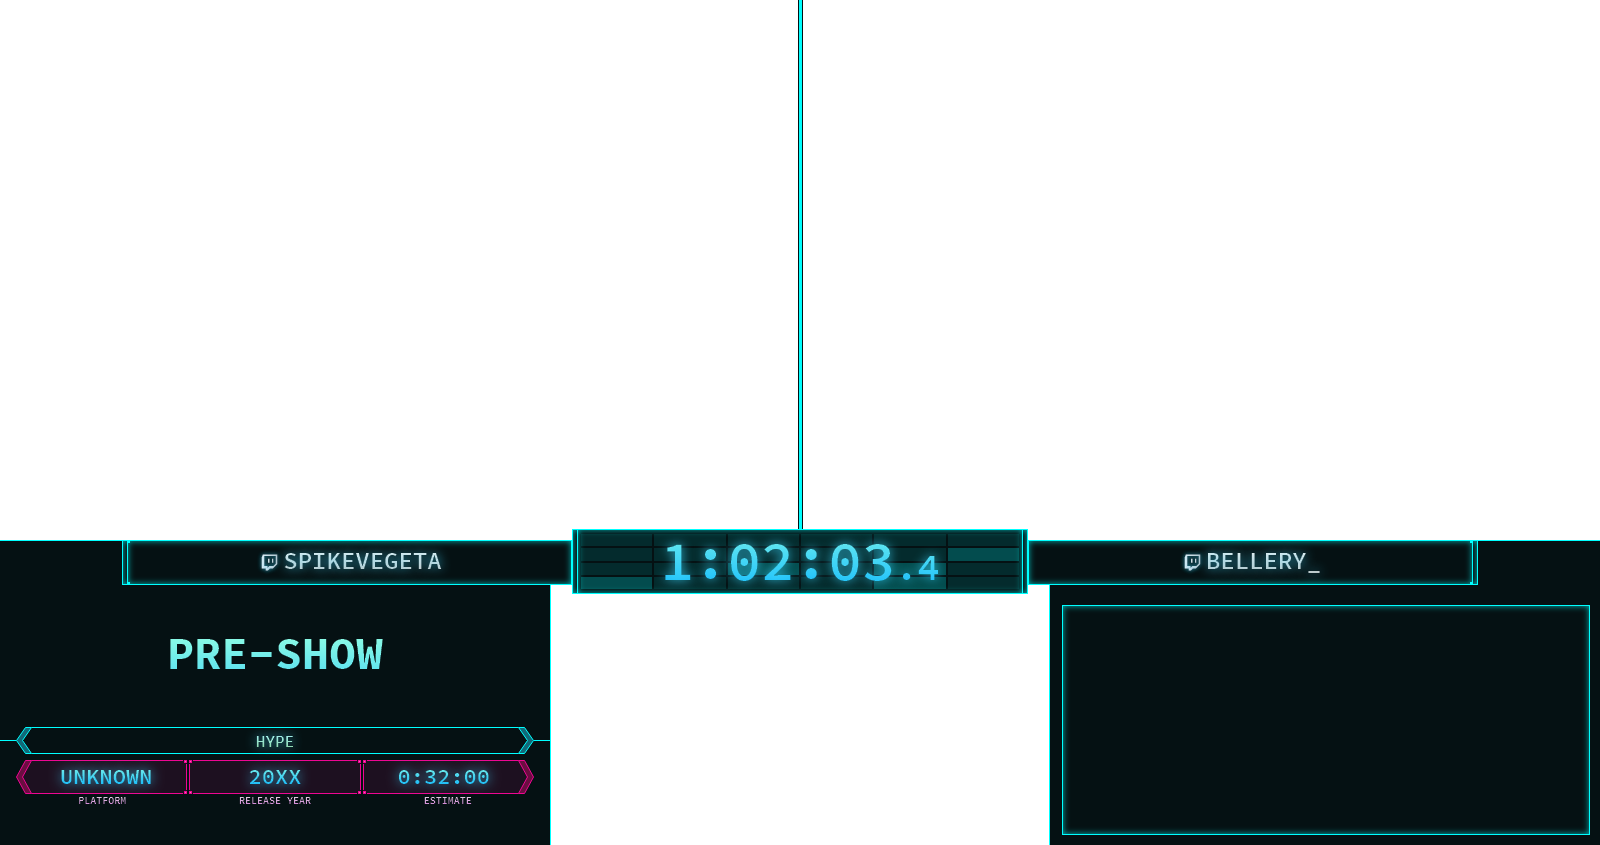 SPIKEVEGETA
1:02:03.4
BELLERY_
PRE-SHOW
HYPE
UNKNOWN 20XX 0:32:00
PLATFORM RELEASE YEAR ESTIMATE